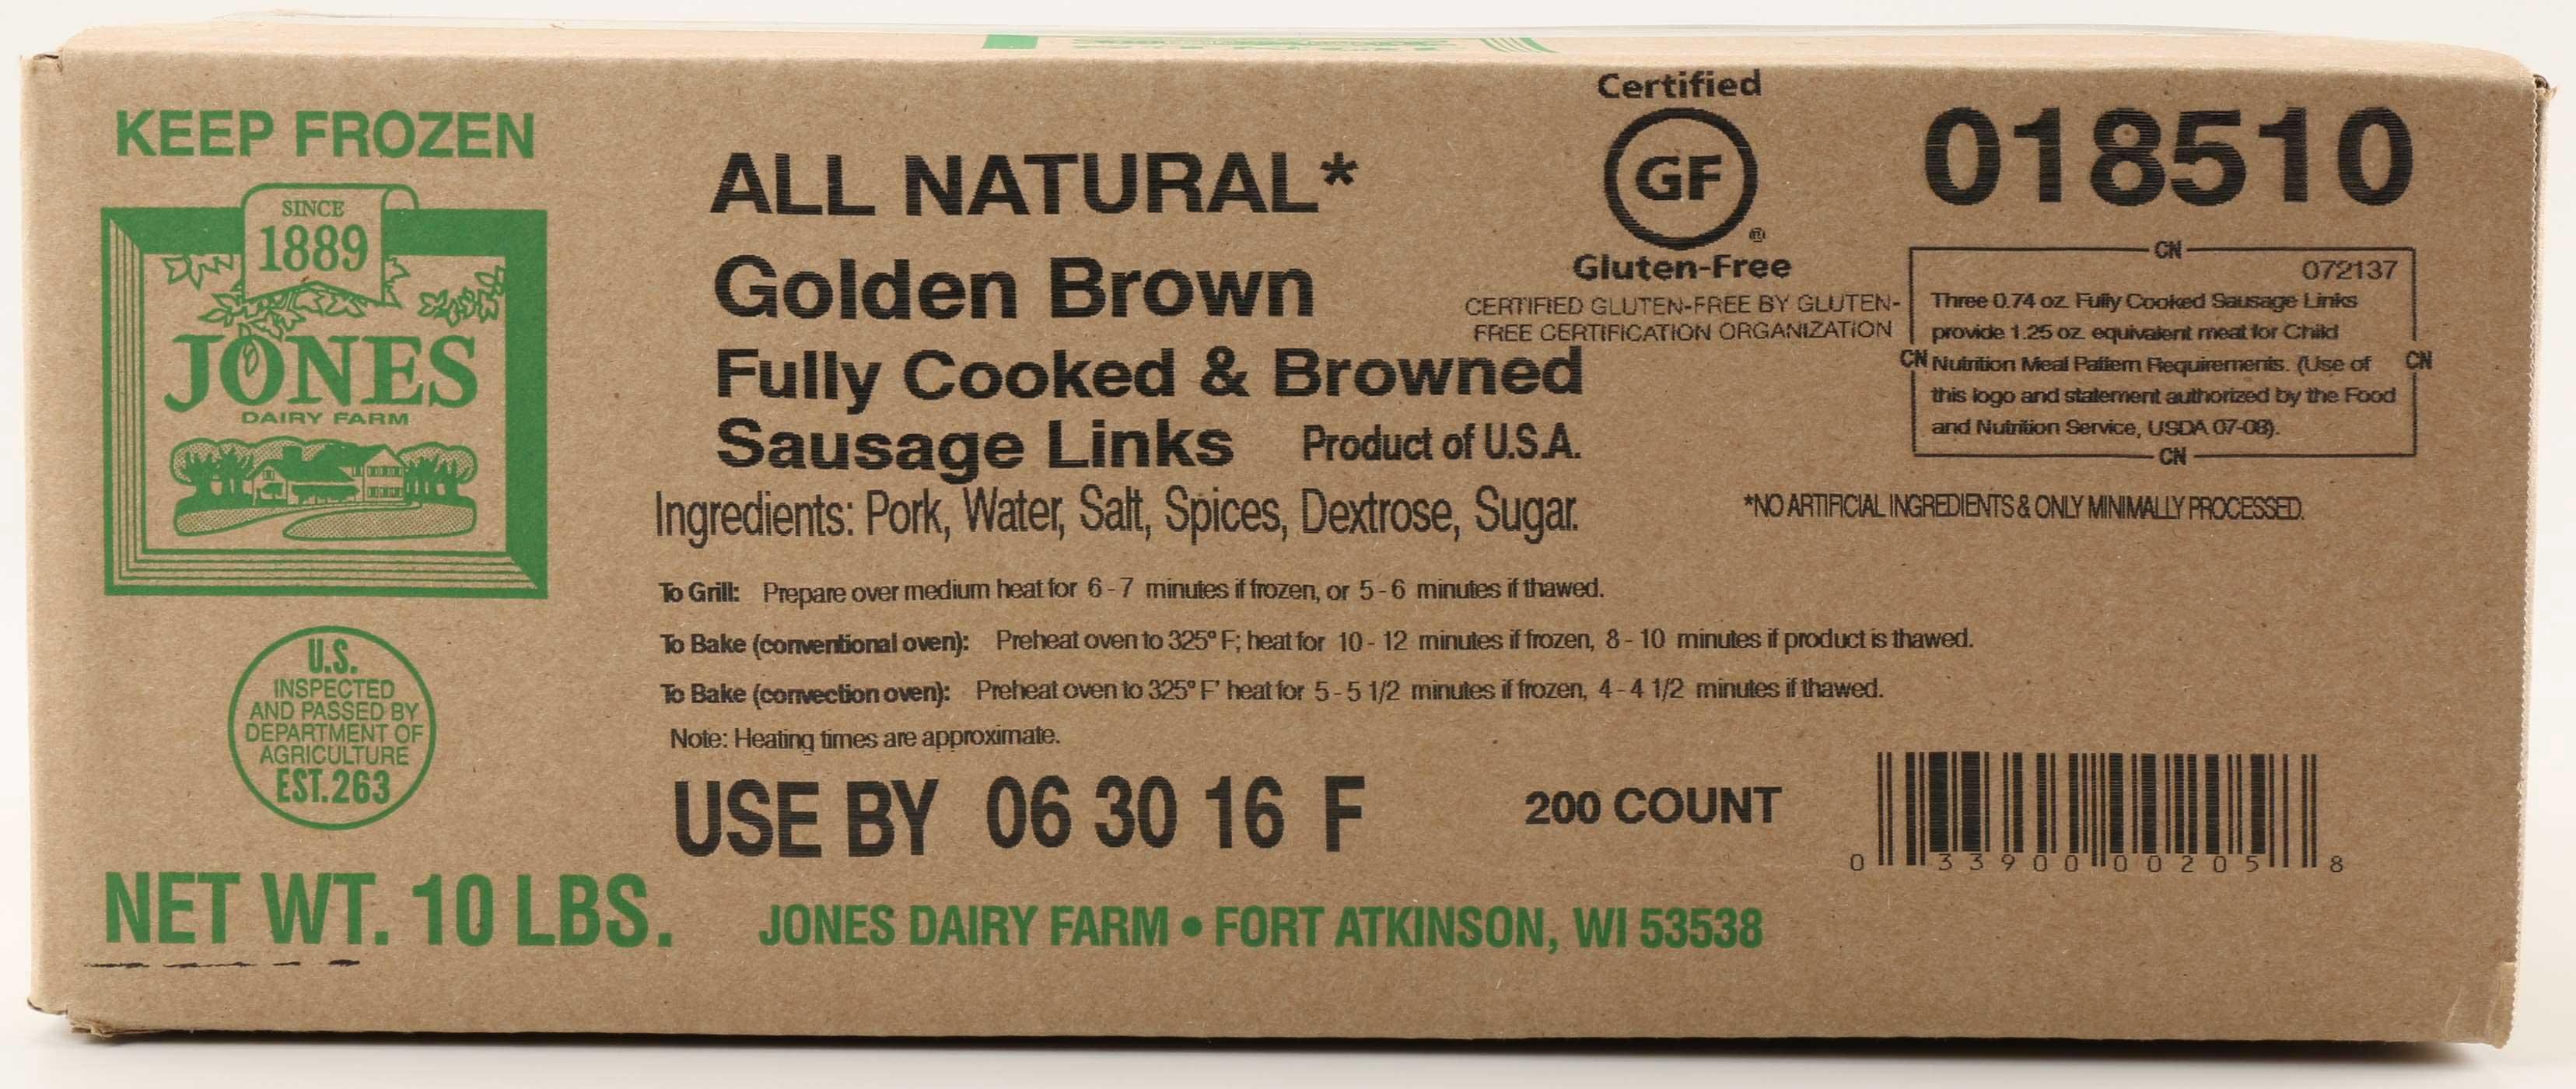 KEEP FROZEN
SINCE
1889
JONES
DAIRY FARM
U.S.
INSPECTED
AND PASSED BY
DEPARTMENT OF
AGRICULTURE
EST.263
NET WT. 10 LBS.
ALL NATURAL*
Golden Brown
Fully Cooked & Browned
Sausage Links Product of U.S.A.
Ingredients: Pork, Water, Salt, Spices, Dextrose, Sugar.
Certified
GF
®
Gluten-Free
CERTIFIED GLUTEN-FREE BY GLUTEN-
FREE CERTIFICATION ORGANIZATION
018510
CN
072137
Three 0.74 oz. Fully Cooked Sausage Links
provide 1.25 oz. equivalent meat for Child
CN Nutrition Meal Pattern Requirements. (Use of CN
this logo and statement authorized by the Food
and Nutrition Service, USDA 07-08).
CN
*NO ARTIFICIAL INGREDIENTS & ONLY MINIMALLY PROCESSED.
To Grill: Prepare over medium heat for 6 - 7 minutes if frozen, or 5 - 6 minutes if thawed.
To Bake (conventional oven): Preheat oven to 325° F; heat for 10 - 12 minutes if frozen, 8 - 10 minutes if product is thawed.
To Bake (convection oven): Preheat oven to 325° F' heat for 5 - 5 1/2 minutes if frozen, 4 - 4 1/2 minutes if thawed.
Note: Heating times are approximate.
USE BY 06 30 16 F
200 COUNT
0 33900 00205 8
JONES DAIRY FARM • FORT ATKINSON, WI 53538